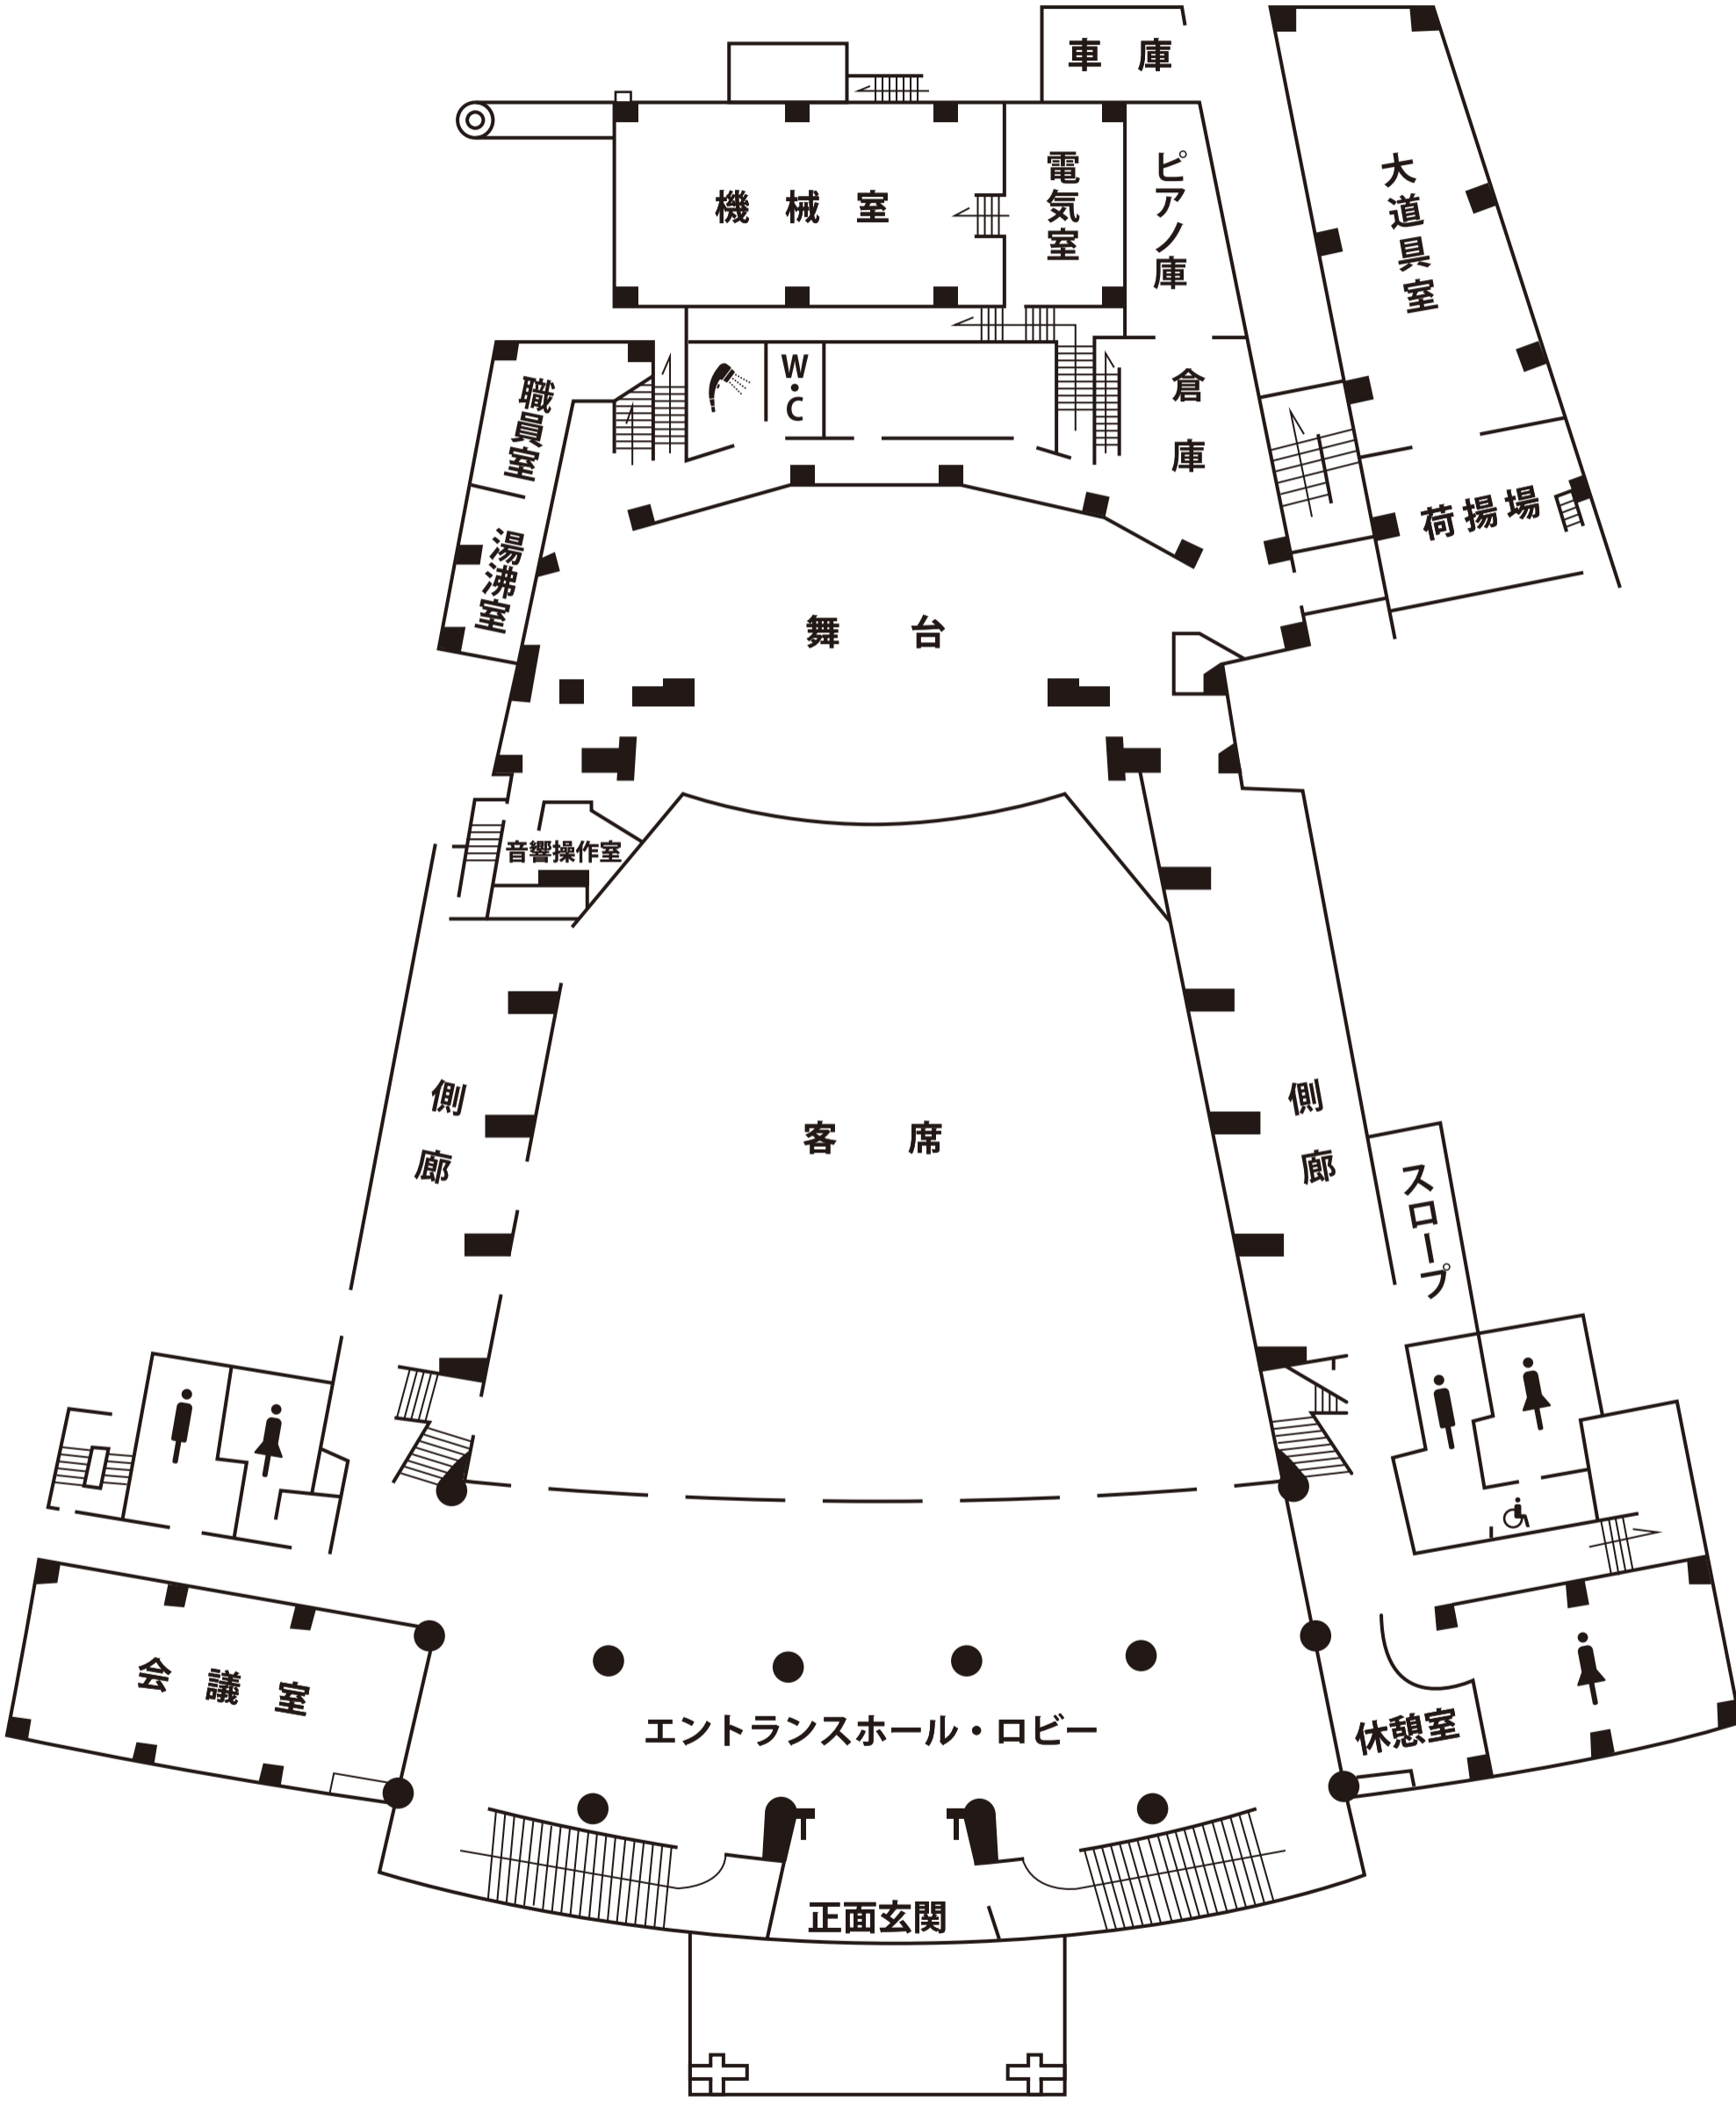 車庫
機械室
電気室
ピアノ庫
大道具室
W・C
職員室
倉庫
湯沸室
荷揚場
舞台
音響操作室
側廊
客席
側廊
スロープ
会議室
エントランスホール・ロビー
休憩室
正面玄関